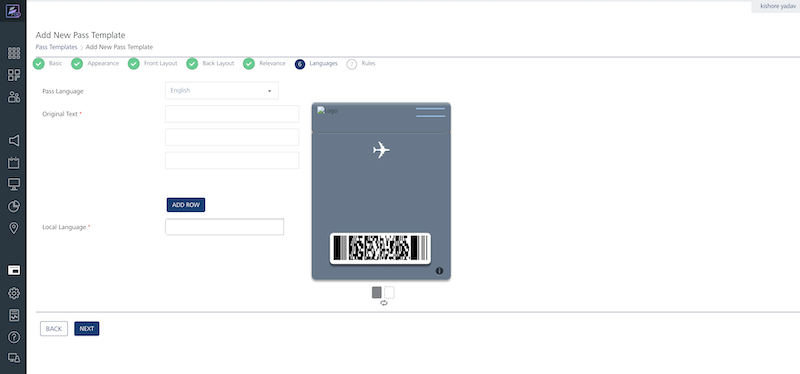 kishore yadav
Add New Pass Template
Pass Templates > Add New Pass Template
Basic
Appearance
Front Layout
Back Layout
Relevance
6 Languages
7 Rules
Pass Language
English
Original Text *
Logo
ADD ROW
Local Language *
BACK
NEXT